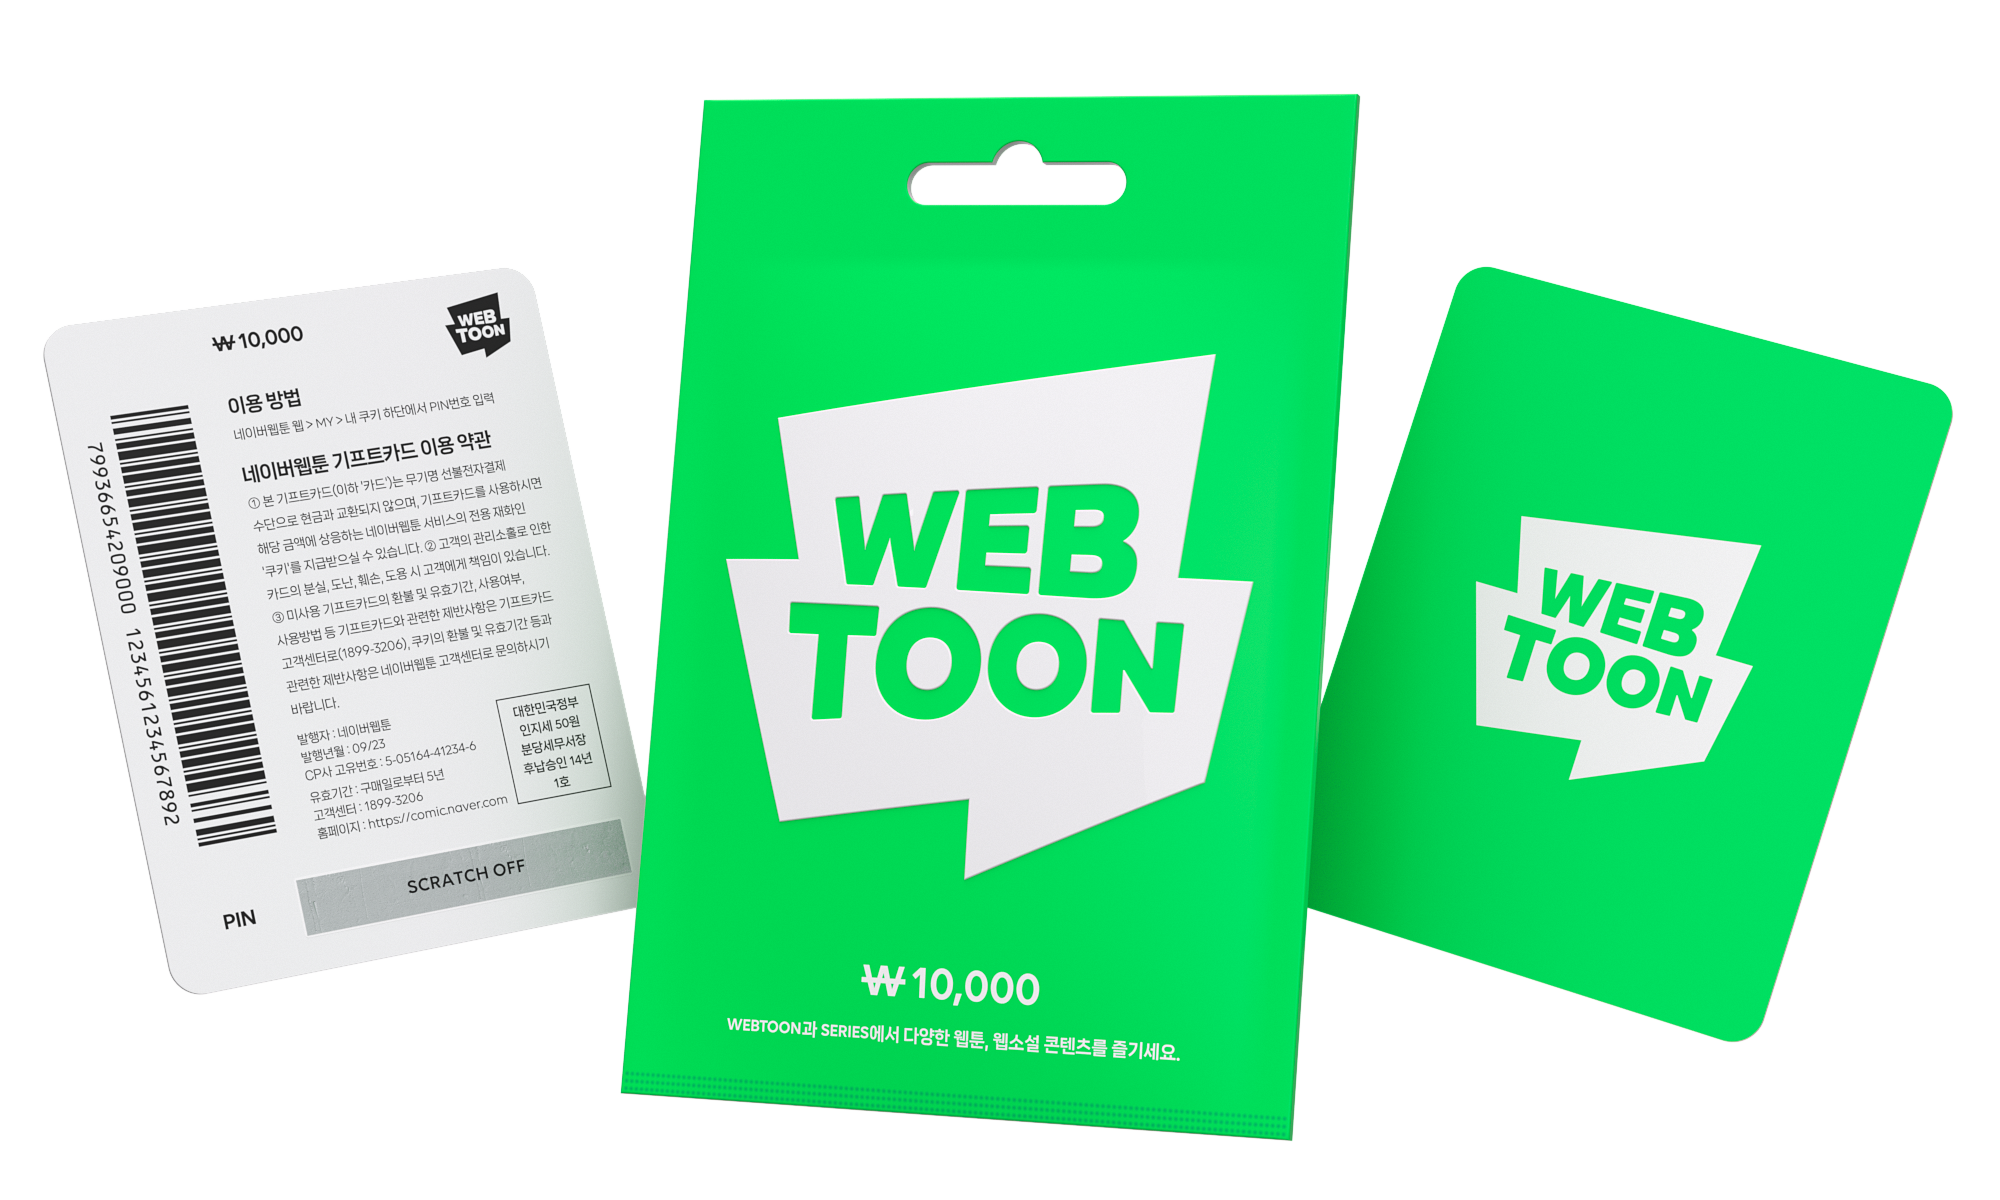 ₩10,000
WEB
TOON
이용 방법
네이버웹툰 웹 > MY > 내 쿠키 하단에서 PIN번호 입력
네이버웹툰 기프트카드 이용 약관
① 본 기프트카드(이하 '카드')는 무기명 선불전자결제
수단으로 현금과 교환되지 않으며, 기프트카드를 사용하시면
해당 금액에 상응하는 네이버웹툰 서비스의 전용 재화인
'쿠키'를 지급받으실 수 있습니다. ② 고객의 관리소홀로 인한
카드의 분실, 도난, 훼손, 도용 시 고객에게 책임이 있습니다.
③ 미사용 기프트카드의 환불 및 유효기간, 사용여부,
사용방법 등 기프트카드와 관련한 제반사항은 기프트카드
고객센터로(1899-3206), 쿠키의 환불 및 유효기간 등과
관련한 제반사항은 네이버웹툰 고객센터로 문의하시기
바랍니다.
발행자 : 네이버웹툰
발행년월 : 09/23
CP사 고유번호 : 5-05164-41234-6
유효기간 : 구매일로부터 5년
고객센터 : 1899-3206
홈페이지 : https://comic.naver.com
대한민국정부
인지세 50원
분당세무서장
후납승인 14년
1호
7993665420900 1234561234567892
PIN
SCRATCH OFF
WEB
TOON
₩10,000
WEBTOON과 SERIES에서 다양한 웹툰, 웹소설 콘텐츠를 즐기세요.
WEB
TOON